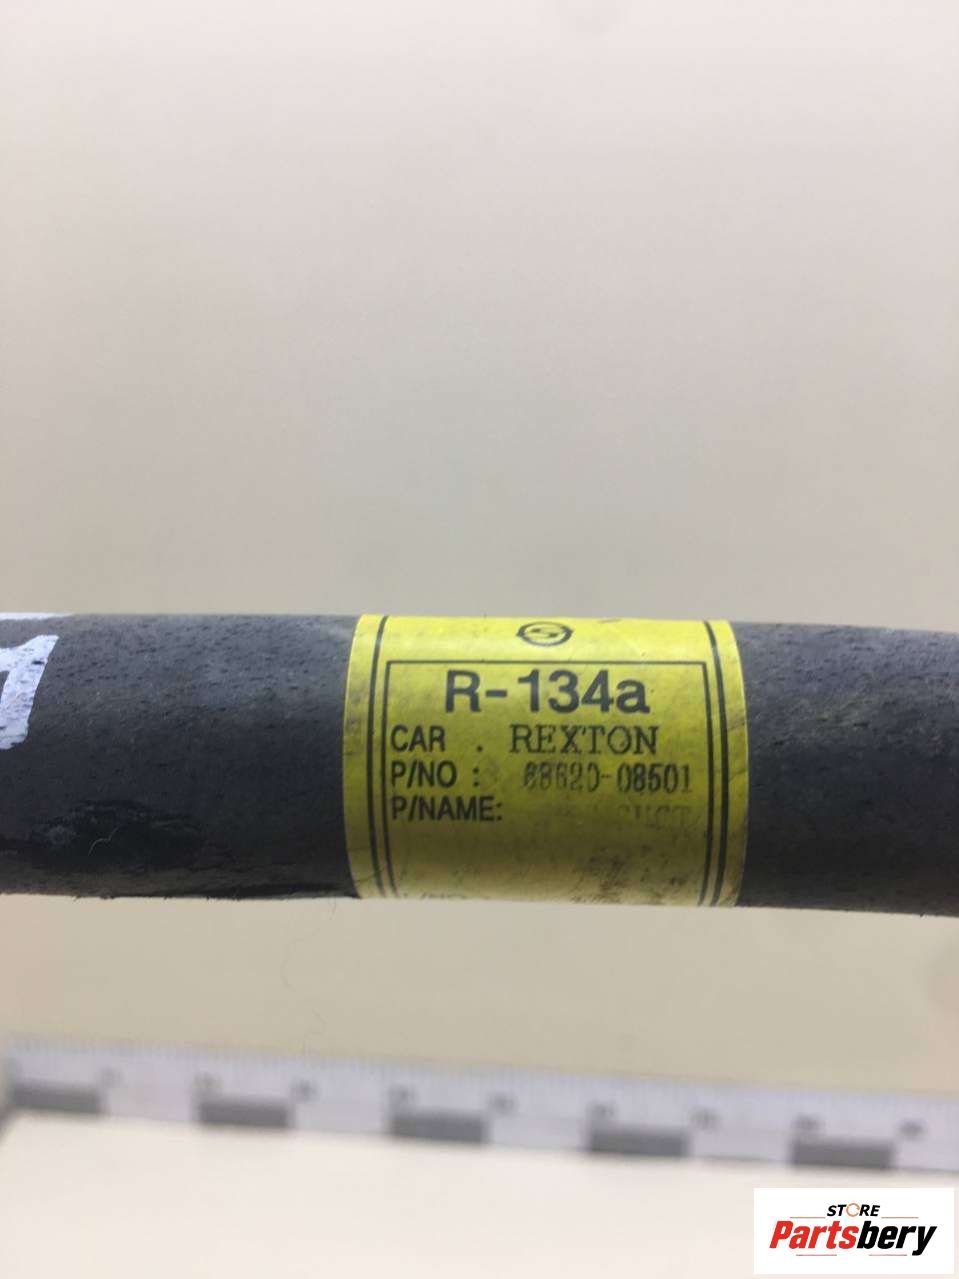 R-134a
CAR . REXTON
P/NO : 68620-08501
P/NAME:
STORE
Partsbery